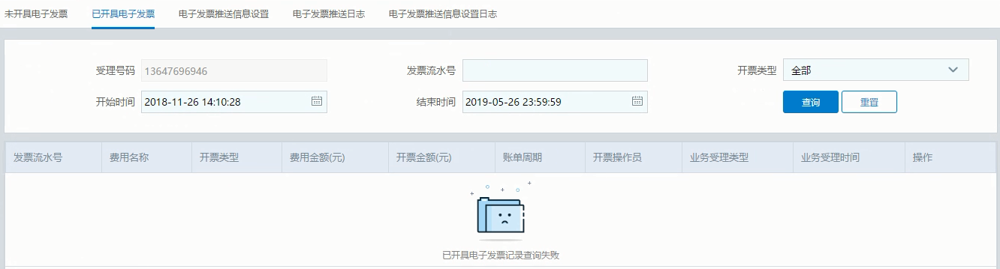 未开具电子发票 已开具电子发票 电子发票推送信息设置 电子发票推送日志 电子发票推送信息设置日志
受理号码 13647696946 发票流水号 开票类型 全部
开始时间 2018-11-26 14:10:28 结束时间 2019-05-26 23:59:59 查询 重置
发票流水号 费用名称 开票类型 费用金额(元) 开票金额(元) 账单周期 开票操作员 业务受理类型 业务受理时间 操作
已开具电子发票记录查询失败